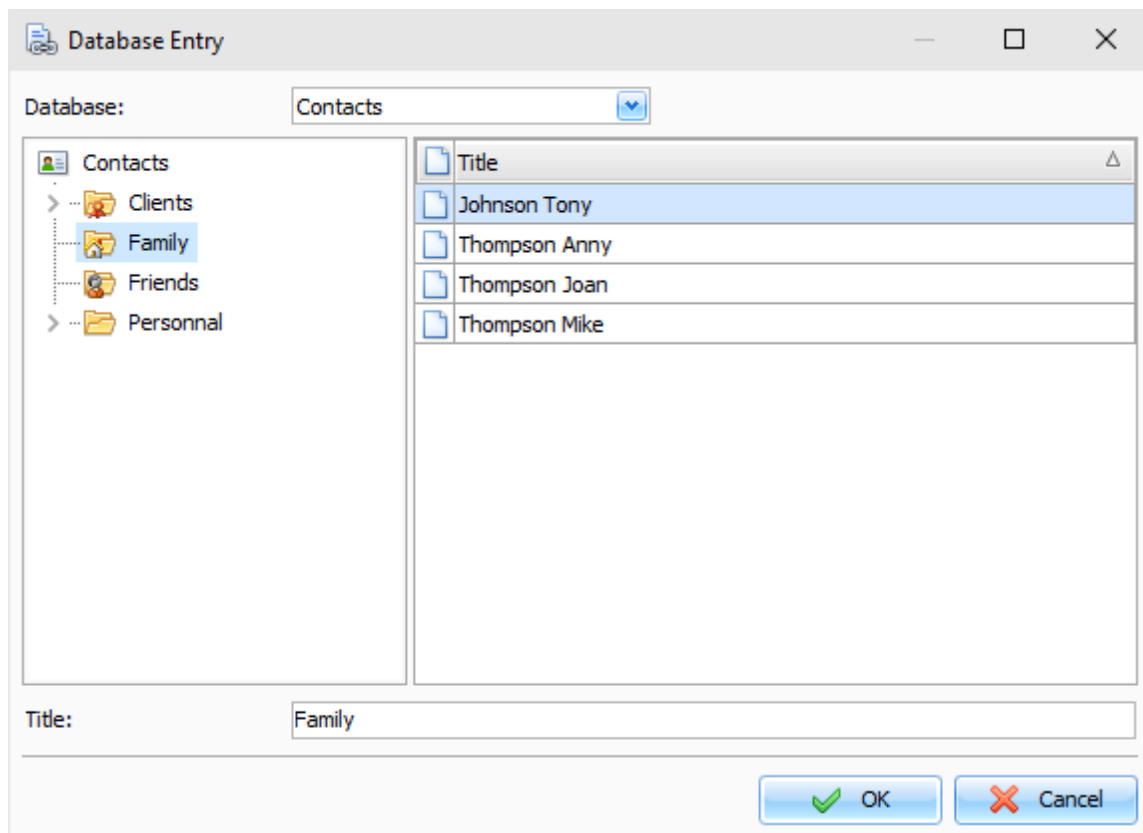 Database Entry
Database: Contacts
Contacts
Clients
Family
Friends
Personnal
Title
Johnson Tony
Thompson Anny
Thompson Joan
Thompson Mike
Title: Family
OK Cancel